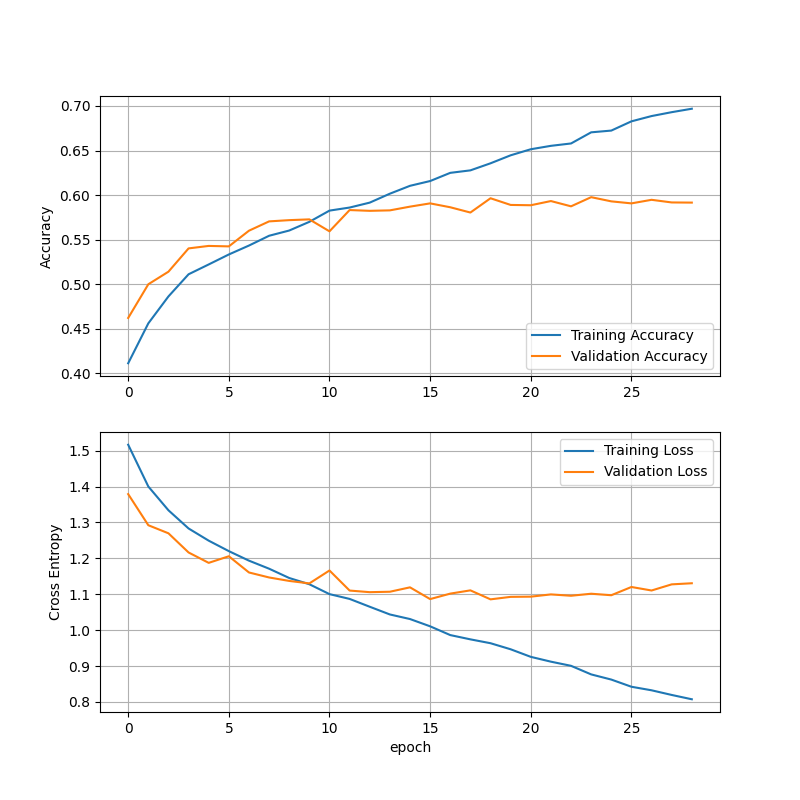 0.70
0.65
0.60
0.55
0.50
0.45
0.40
Accuracy
Training Accuracy
Validation Accuracy
0 5 10 15 20 25
1.5
1.4
1.3
1.2
1.1
1.0
0.9
0.8
Cross Entropy
Training Loss
Validation Loss
0 5 10 15 20 25
epoch